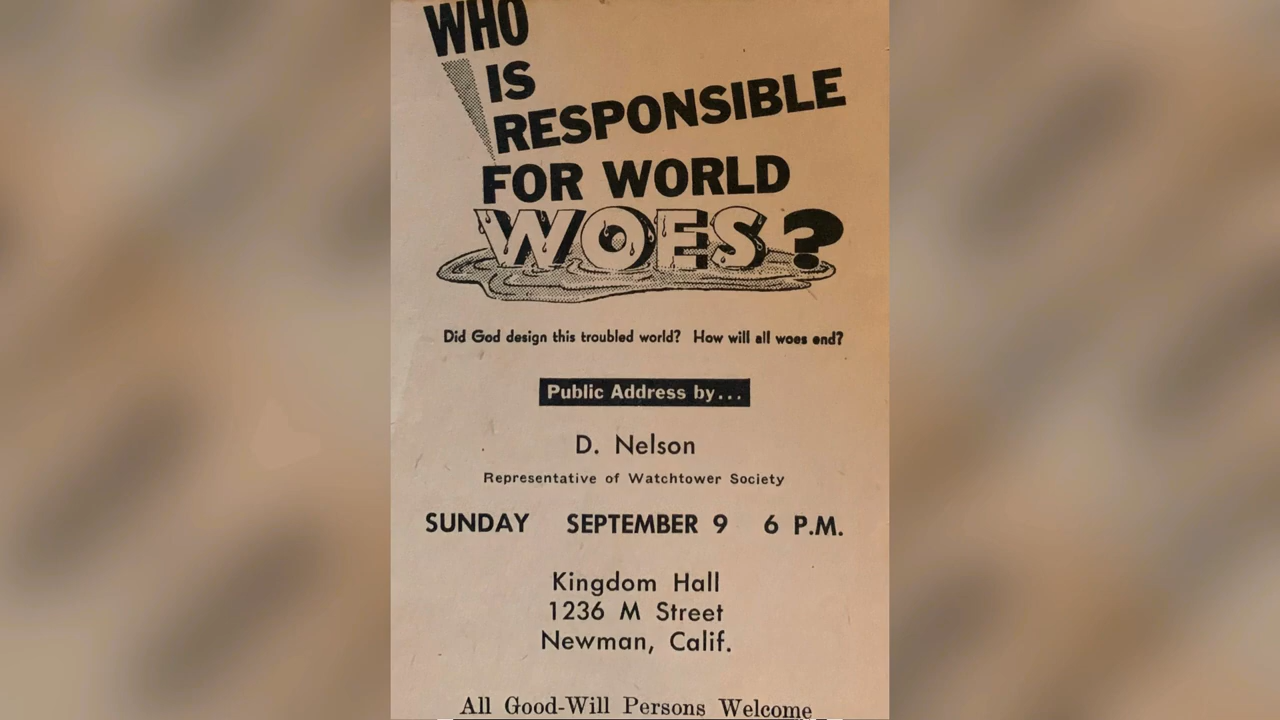 WHO
IS
RESPONSIBLE
FOR WORLD
WOES?
Did God design this troubled world? How will all woes end?
Public Address by...
D. Nelson
Representative of Watchtower Society
SUNDAY SEPTEMBER 9 6 P.M.
Kingdom Hall
1236 M Street
Newman, Calif.
All Good-Will Persons Welcome